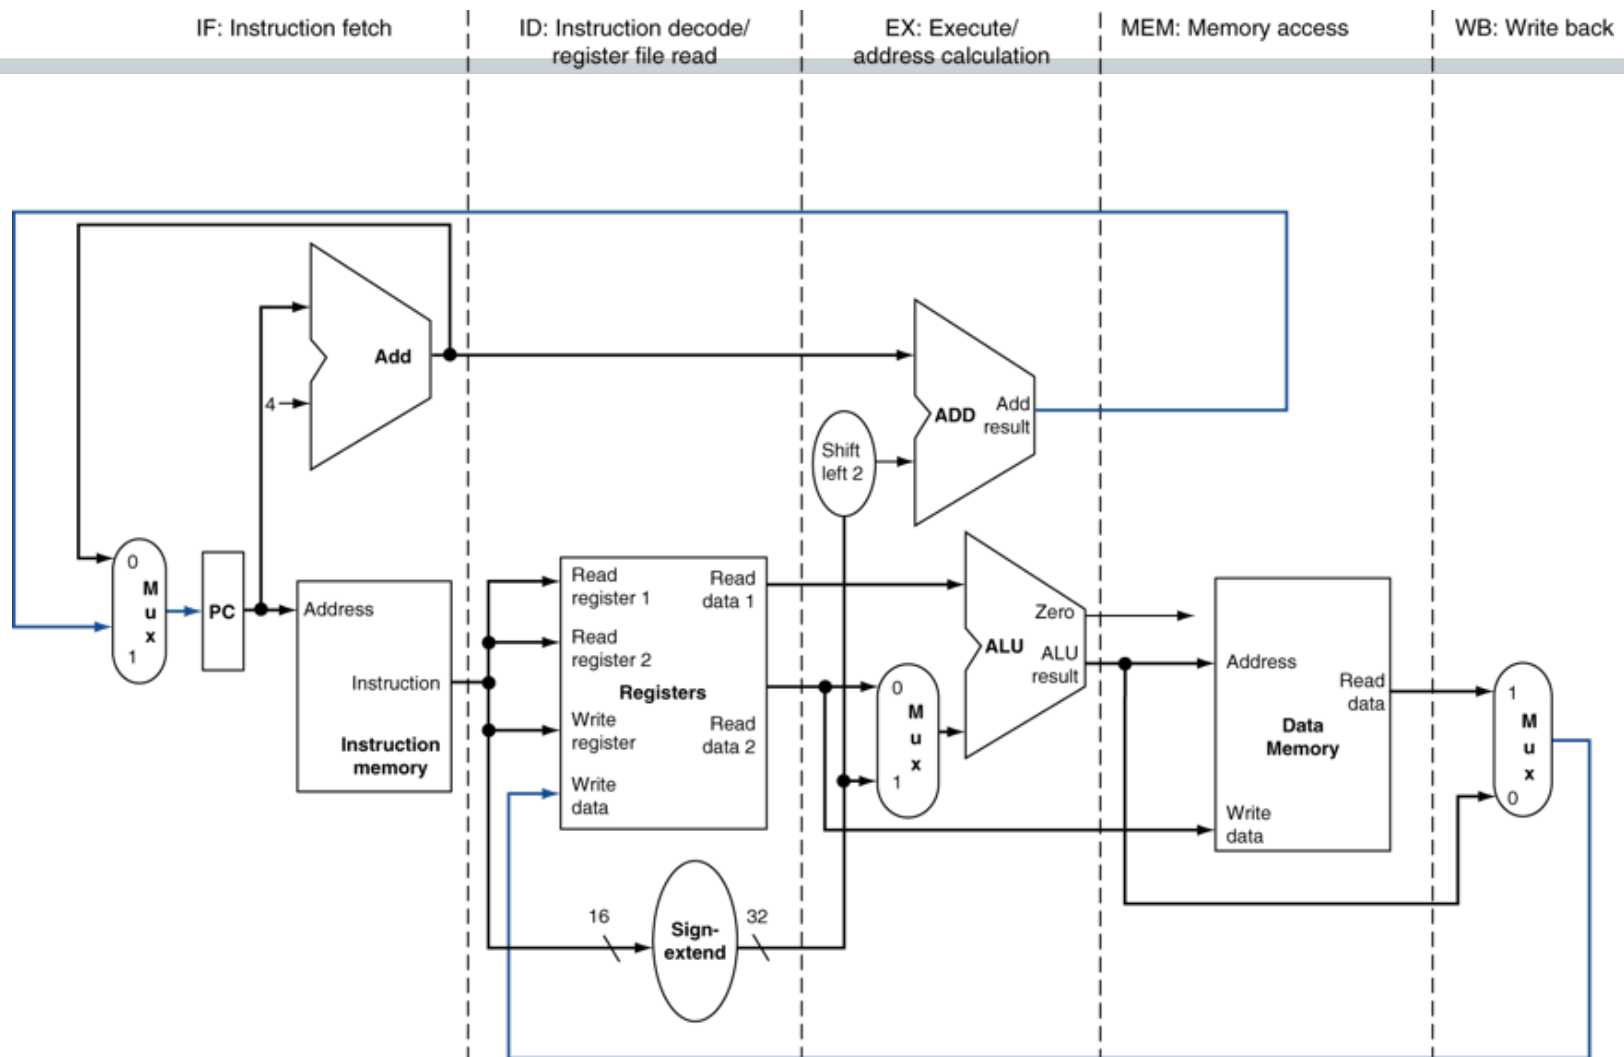 IF: Instruction fetch
ID: Instruction decode/
register file read
EX: Execute/
address calculation
MEM: Memory access
WB: Write back
Add
4
ADD
Add
result
Shift
left 2
0
M
u
x
1
PC
Address
Instruction
Instruction
memory
Read
register 1
Read
register 2
Write
register
Write
data
Registers
Read
data 1
Read
data 2
0
M
u
x
1
Zero
ALU
ALU
result
Address
Read
data
Data
Memory
Write
data
1
M
u
x
0
16
Sign-
extend
32